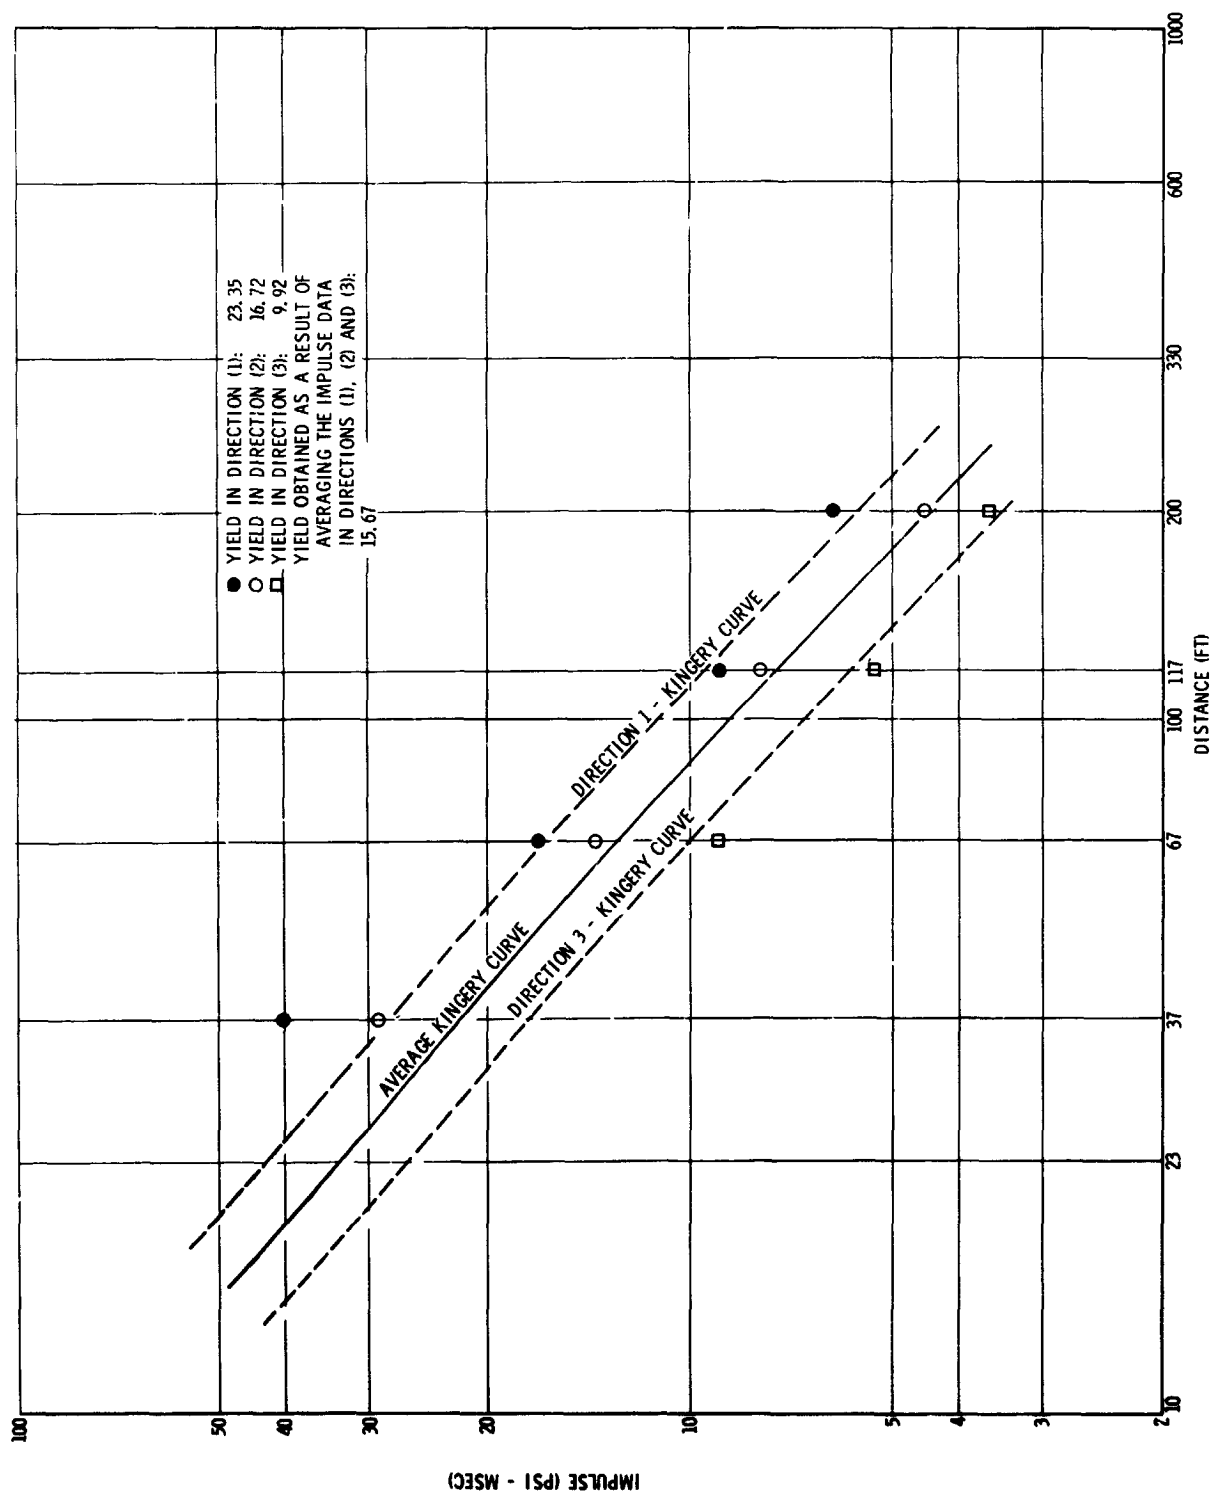 ● YIELD IN DIRECTION (1): 23.35
○ YIELD IN DIRECTION (2): 16.72
□ YIELD IN DIRECTION (3): 9.92
YIELD OBTAINED AS A RESULT OF
AVERAGING THE IMPULSE DATA
IN DIRECTIONS (1), (2) AND (3):
15.67
DIRECTION 1 - KINGERY CURVE
AVERAGE KINGERY CURVE
DIRECTION 3 - KINGERY CURVE
IMPULSE (PSI - MSEC)
100
50
40
30
20
10
5
4
3
2
10
23
37
67
100
117
200
330
600
1000
DISTANCE (FT)